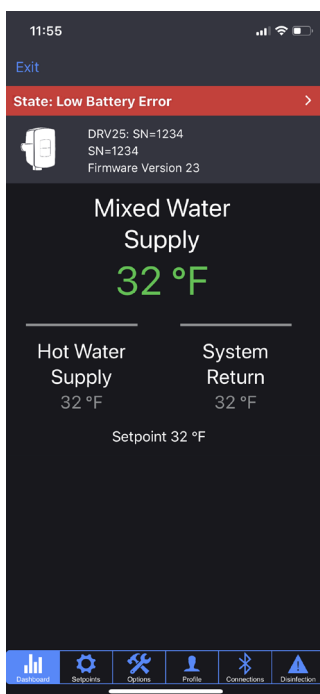 11:55
Exit
State: Low Battery Error
DRV25: SN=1234
SN=1234
Firmware Version 23
Mixed Water
Supply
32 °F
Hot Water
Supply
32 °F
System
Return
32 °F
Setpoint 32 °F
Dashboard
Setpoints
Options
Profile
Connections
Disinfection